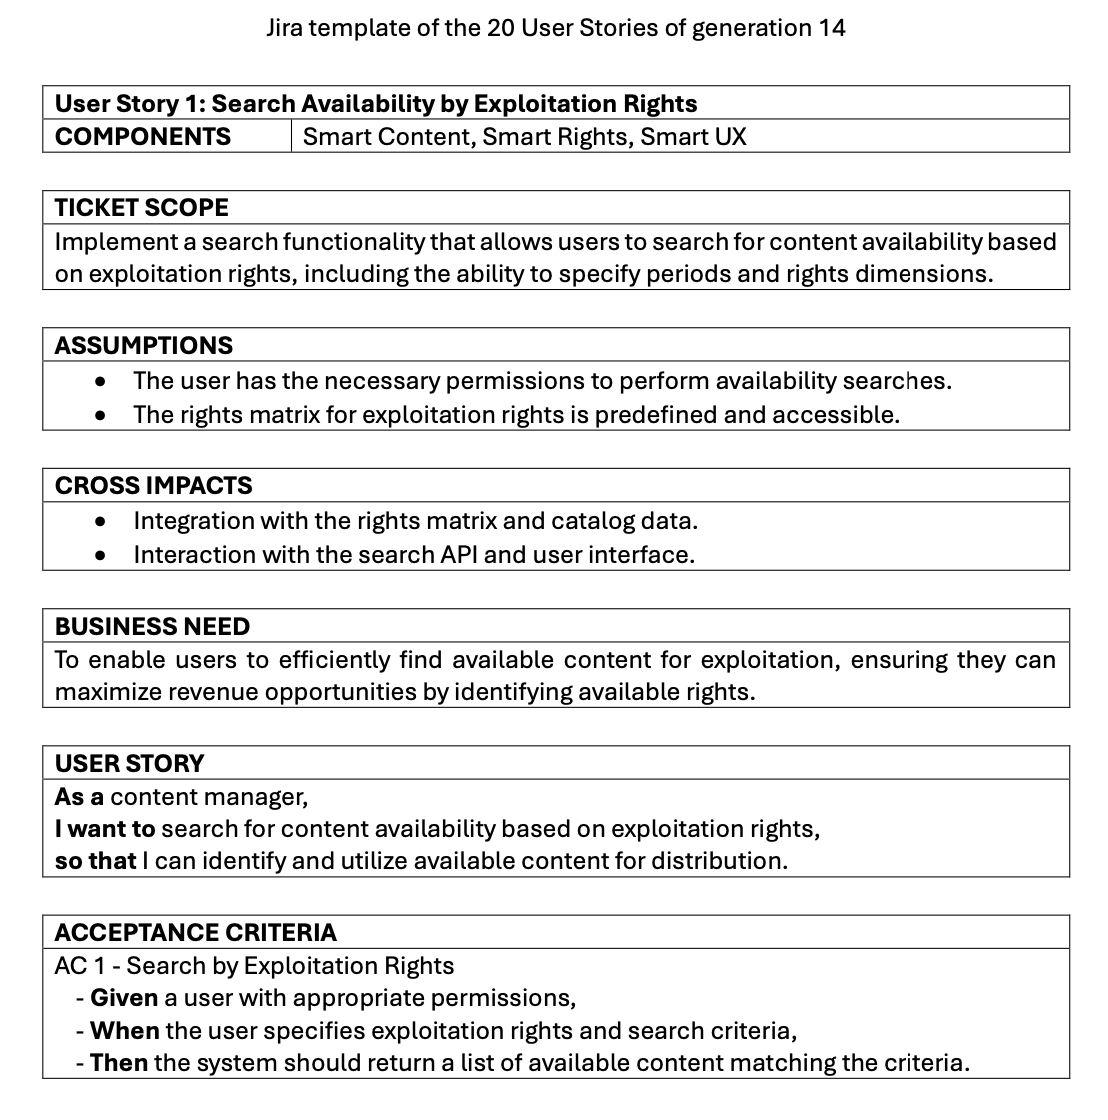 Jira template of the 20 User Stories of generation 14
User Story 1: Search Availability by Exploitation Rights
COMPONENTS Smart Content, Smart Rights, Smart UX
TICKET SCOPE
Implement a search functionality that allows users to search for content availability based
on exploitation rights, including the ability to specify periods and rights dimensions.
ASSUMPTIONS
• The user has the necessary permissions to perform availability searches.
• The rights matrix for exploitation rights is predefined and accessible.
CROSS IMPACTS
• Integration with the rights matrix and catalog data.
• Interaction with the search API and user interface.
BUSINESS NEED
To enable users to efficiently find available content for exploitation, ensuring they can
maximize revenue opportunities by identifying available rights.
USER STORY
As a content manager,
I want to search for content availability based on exploitation rights,
so that I can identify and utilize available content for distribution.
ACCEPTANCE CRITERIA
AC 1 - Search by Exploitation Rights
- Given a user with appropriate permissions,
- When the user specifies exploitation rights and search criteria,
- Then the system should return a list of available content matching the criteria.